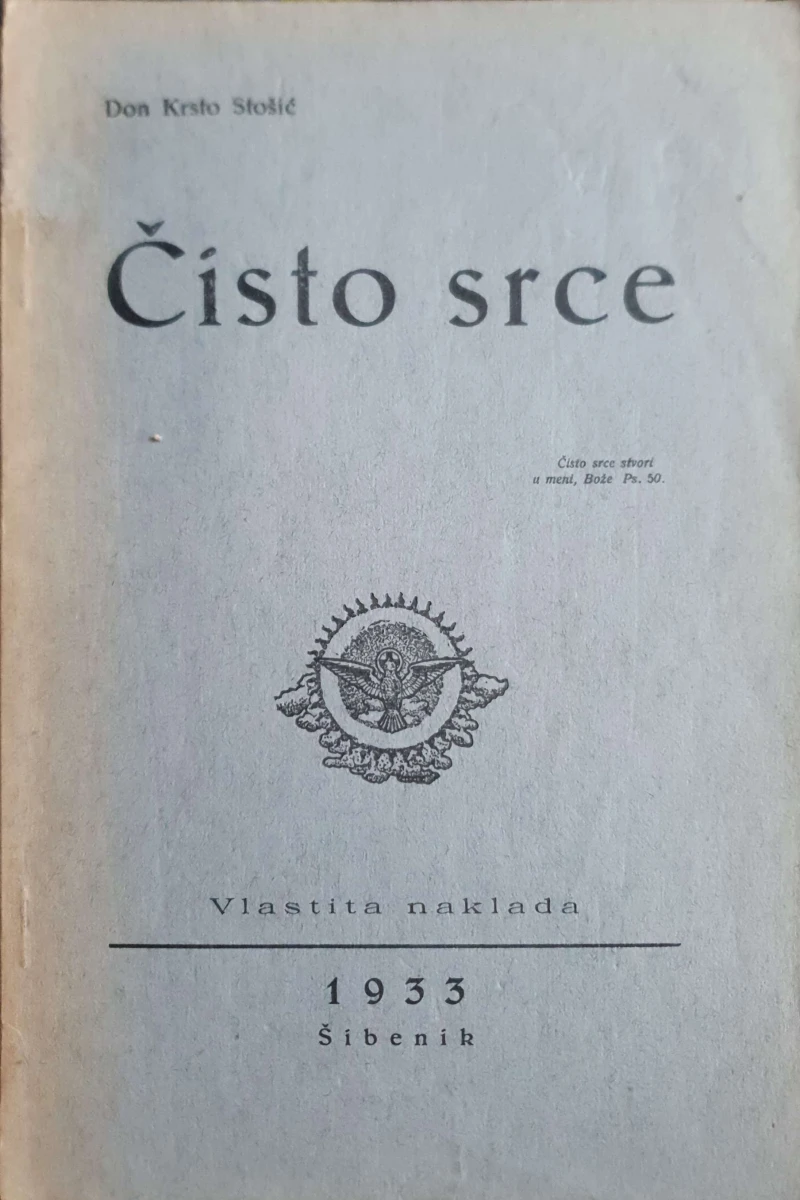 Don Krsto Stošić
Čisto srce
Čisto srce stvori
u meni, Bože Ps. 50.
Vlastita naklada
1933
Šibenik